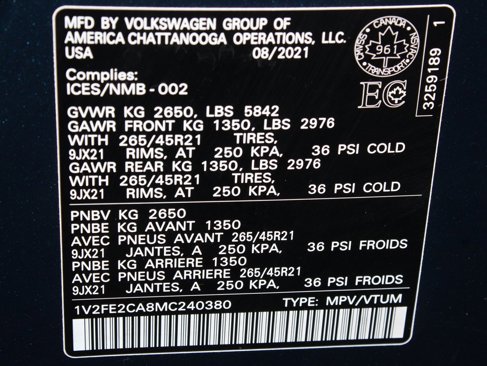 MFD BY VOLKSWAGEN GROUP OF
AMERICA CHATTANOOGA OPERATIONS, LLC.
USA 08/2021
CANADA
961
TRANSPORT
Complies:
ICES/NMB-002
EC
3259189 1
GVWR KG 2650, LBS 5842
GAWR FRONT KG 1350, LBS 2976
WITH 265/45R21 TIRES,
9JX21 RIMS, AT 250 KPA, 36 PSI COLD
GAWR REAR KG 1350, LBS 2976
WITH 265/45R21 TIRES,
9JX21 RIMS, AT 250 KPA, 36 PSI COLD
PNBV KG 2650
PNBE KG AVANT 1350
AVEC PNEUS AVANT 265/45R21
9JX21 JANTES, A 250 KPA, 36 PSI FROIDS
PNBE KG ARRIERE 1350
AVEC PNEUS ARRIERE 265/45R21
9JX21 JANTES, A 250 KPA, 36 PSI FROIDS
1V2FE2CA8MC240380 TYPE: MPV/VTUM